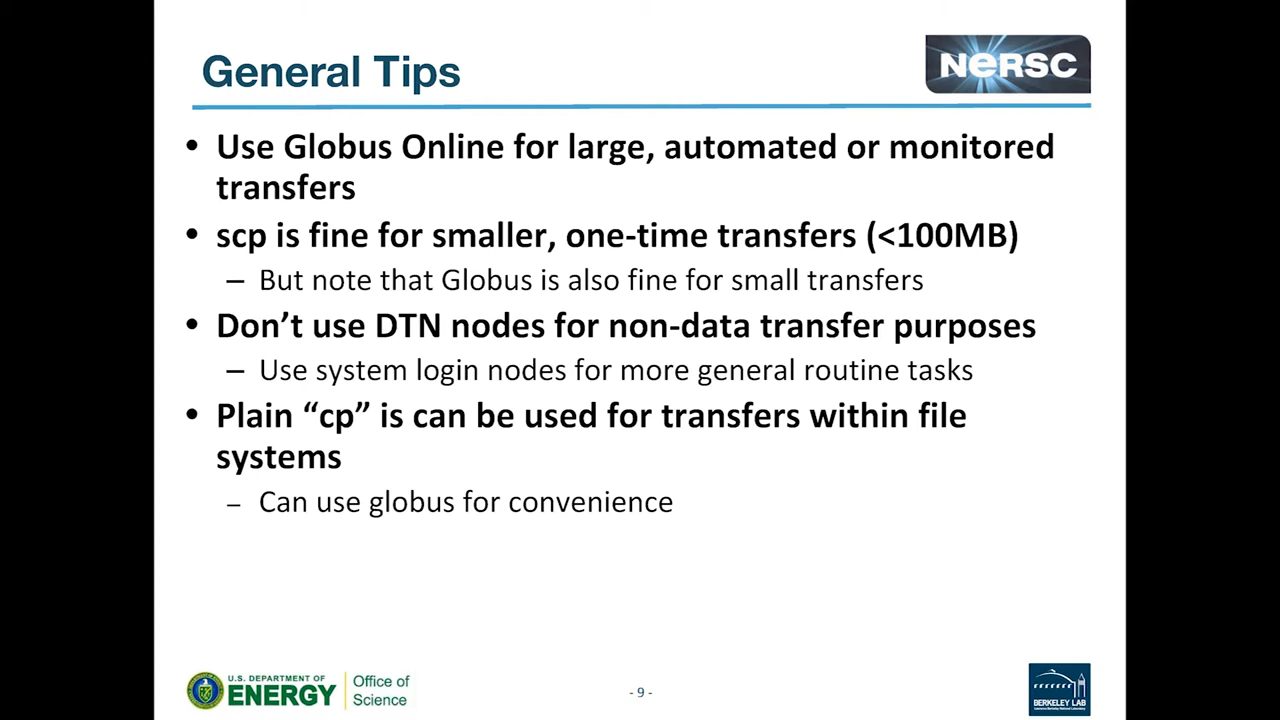 General Tips
NERSC
• Use Globus Online for large, automated or monitored
transfers
• scp is fine for smaller, one-time transfers (<100MB)
– But note that Globus is also fine for small transfers
• Don’t use DTN nodes for non-data transfer purposes
– Use system login nodes for more general routine tasks
• Plain “cp” is can be used for transfers within file
systems
– Can use globus for convenience
U.S. DEPARTMENT OF
ENERGY
Office of
Science
- 9 -
BERKELEY LAB